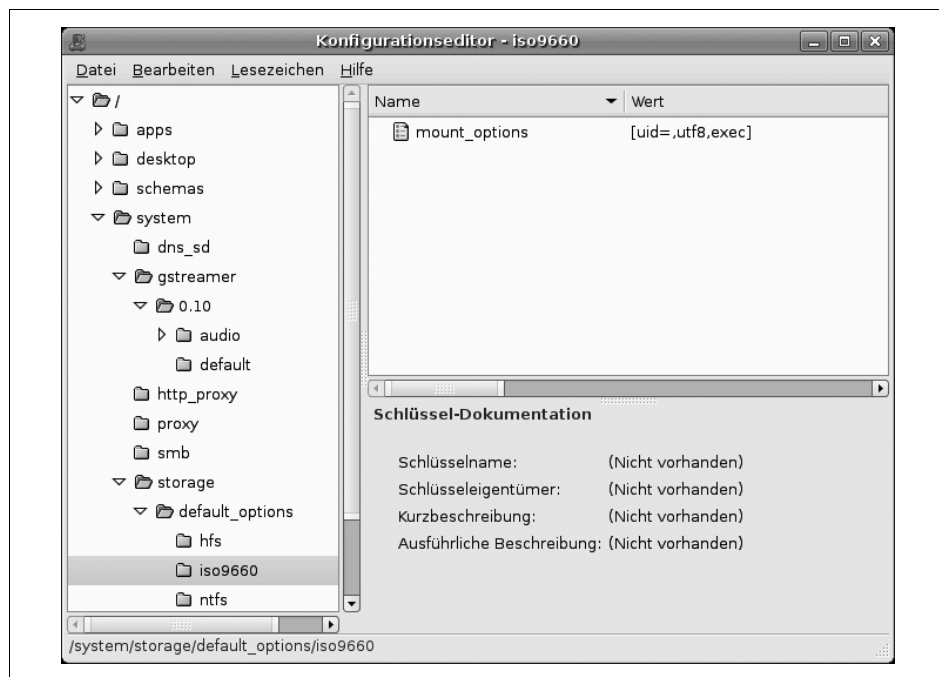 Konfigurationseditor - iso9660
Datei Bearbeiten Lesezeichen Hilfe
/
apps
desktop
schemas
system
dns_sd
gstreamer
0.10
audio
default
http_proxy
proxy
smb
storage
default_options
hfs
iso9660
ntfs
Name Wert
mount_options [uid=,utf8,exec]
Schlüssel-Dokumentation
Schlüsselname: (Nicht vorhanden)
Schlüsseleigentümer: (Nicht vorhanden)
Kurzbeschreibung: (Nicht vorhanden)
Ausführliche Beschreibung: (Nicht vorhanden)
/system/storage/default_options/iso9660